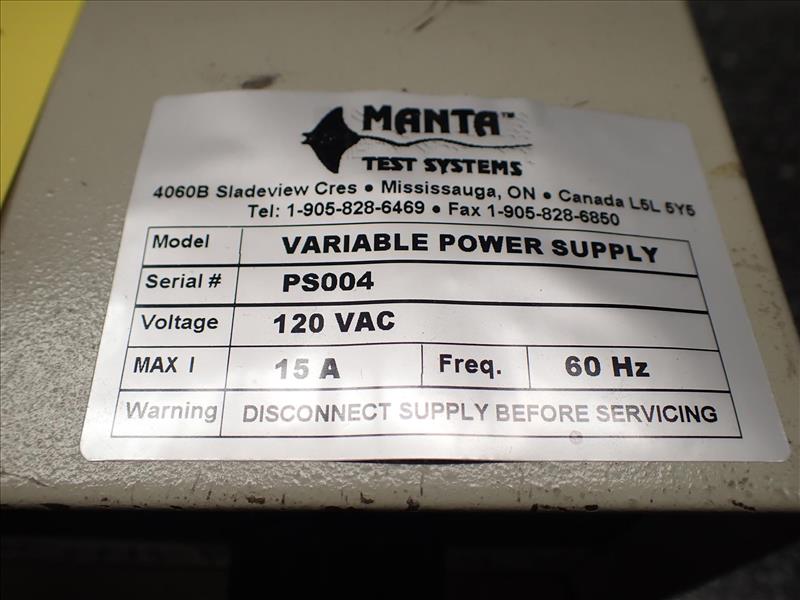 MANTA™
TEST SYSTEMS
4060B Sladeview Cres • Mississauga, ON • Canada L5L 5Y5
Tel: 1-905-828-6469 • Fax 1-905-828-6850
Model VARIABLE POWER SUPPLY
Serial # PS004
Voltage 120 VAC
MAX I 15 A Freq. 60 Hz
Warning DISCONNECT SUPPLY BEFORE SERVICING